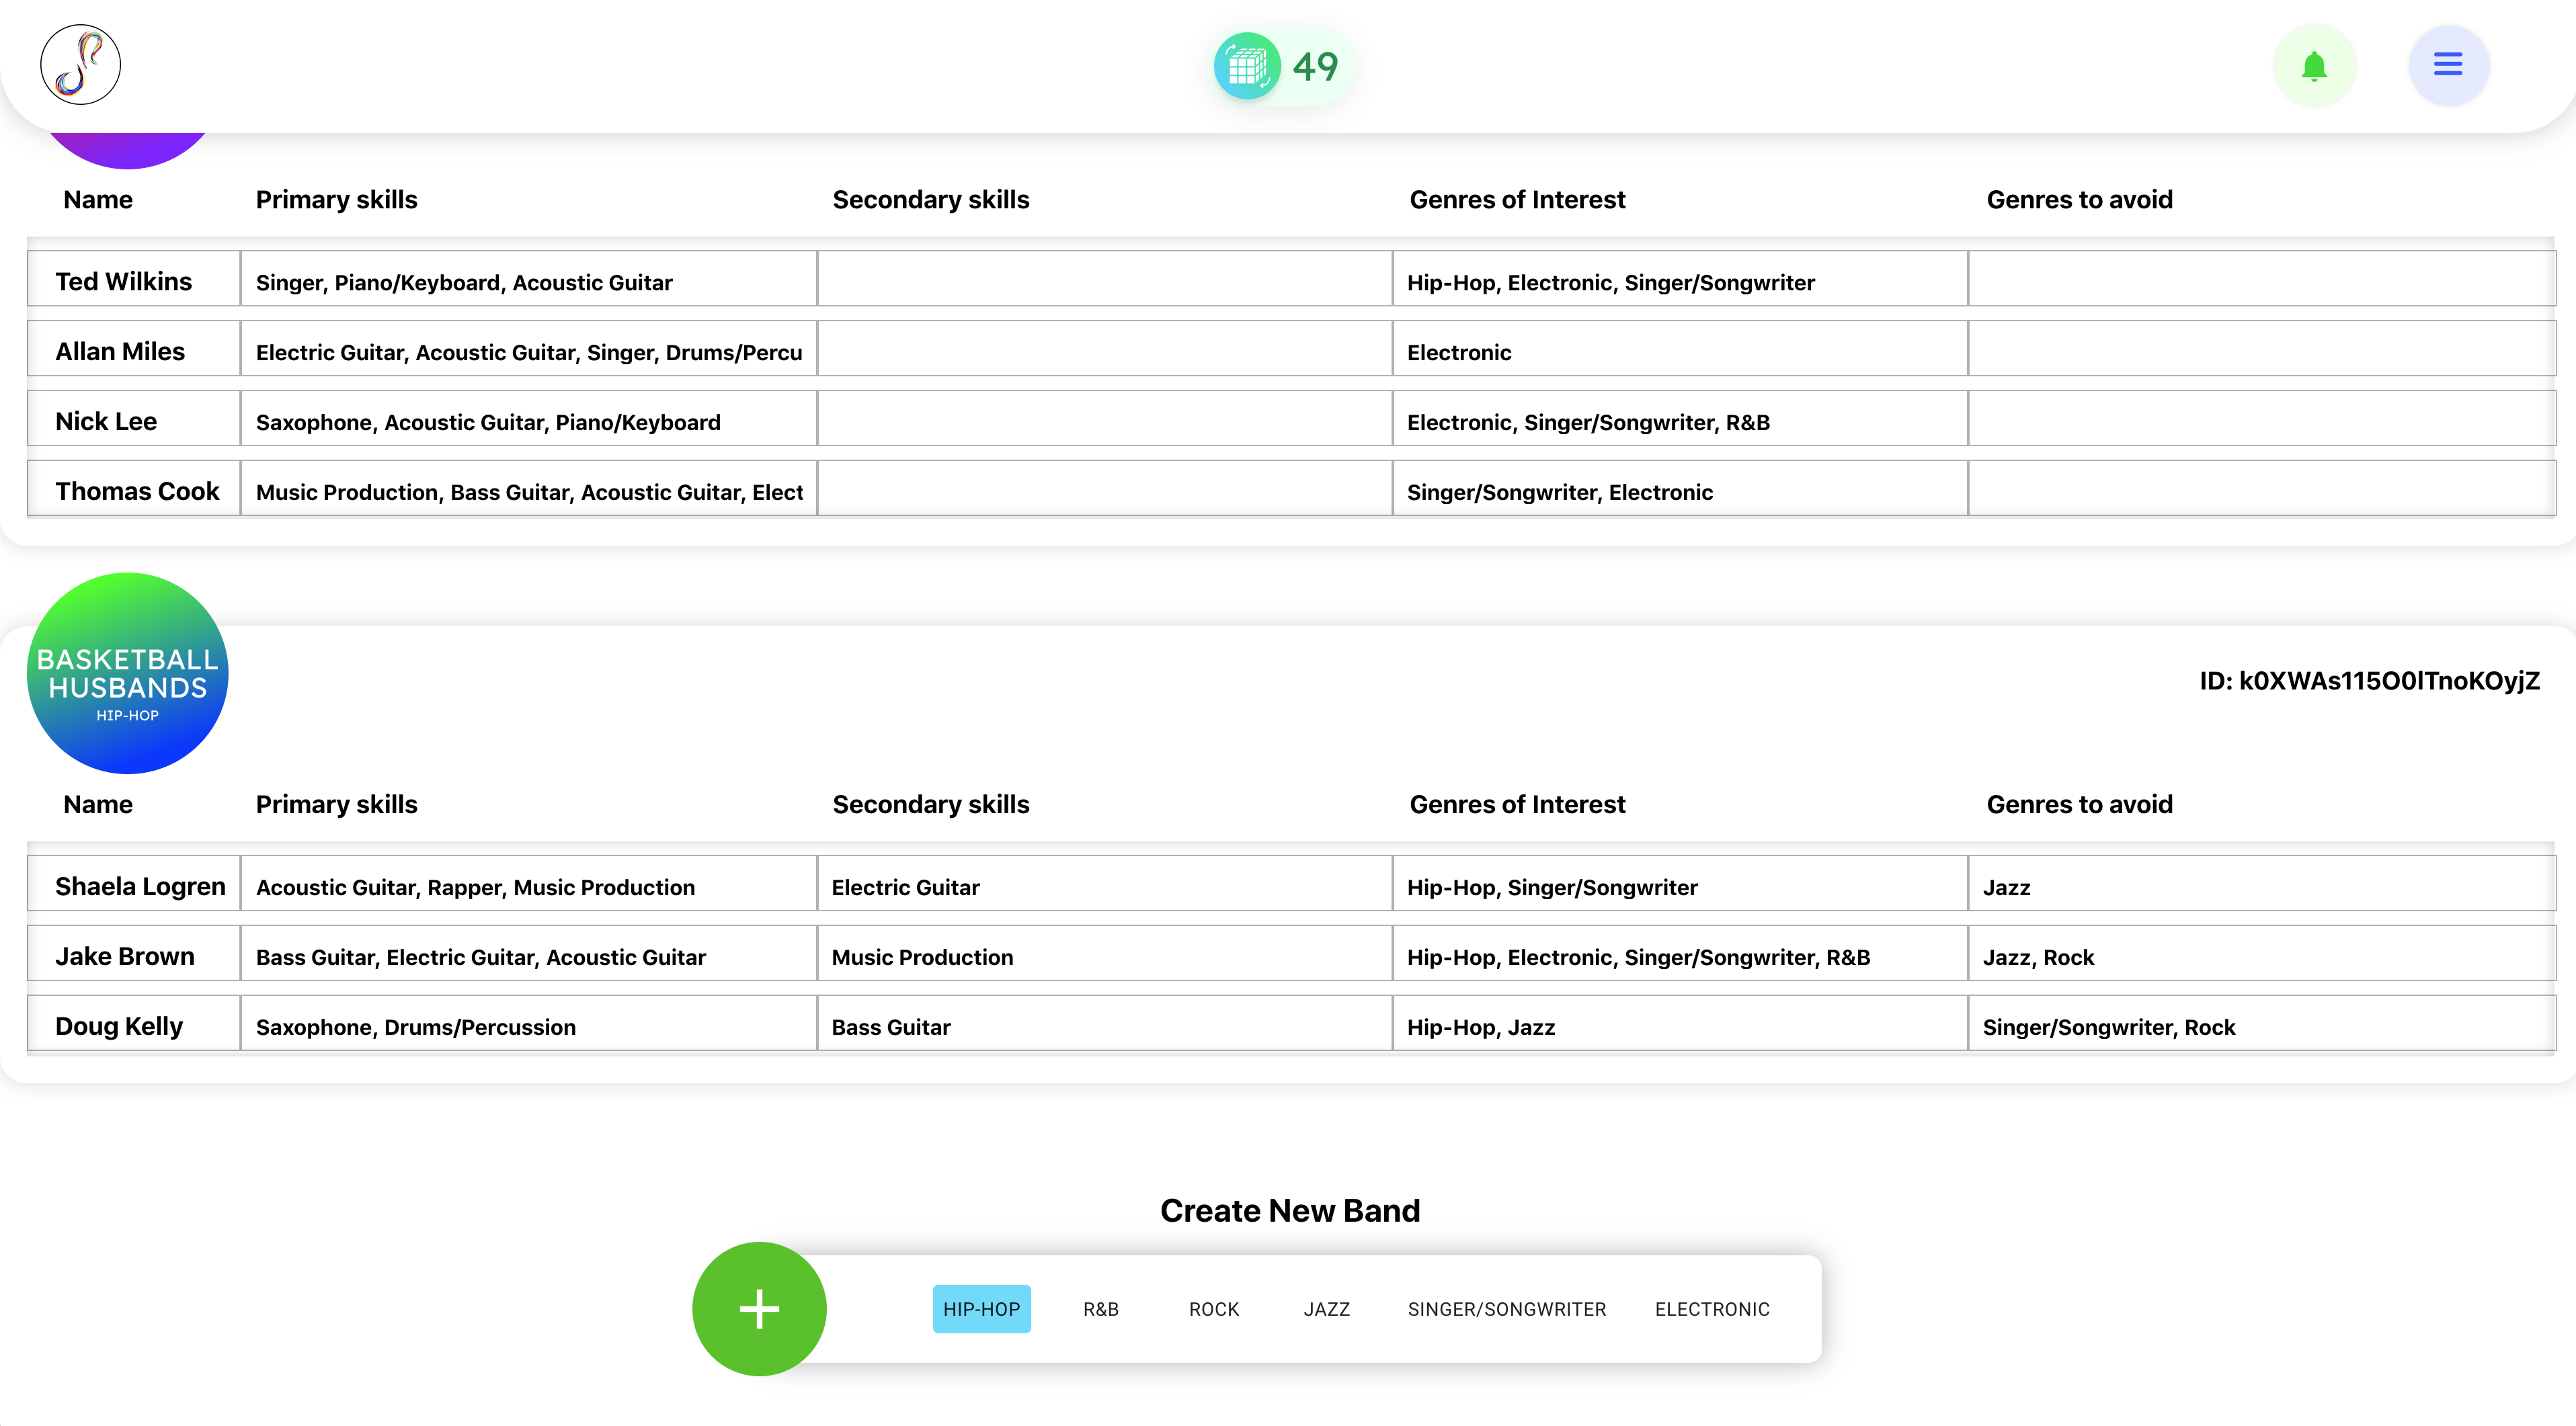 49
Name Primary skills Secondary skills Genres of Interest Genres to avoid
Ted Wilkins Singer, Piano/Keyboard, Acoustic Guitar Hip-Hop, Electronic, Singer/Songwriter
Allan Miles Electric Guitar, Acoustic Guitar, Singer, Drums/Percu Electronic
Nick Lee Saxophone, Acoustic Guitar, Piano/Keyboard Electronic, Singer/Songwriter, R&B
Thomas Cook Music Production, Bass Guitar, Acoustic Guitar, Elect Singer/Songwriter, Electronic
BASKETBALL
HUSBANDS
HIP-HOP
ID: k0XWAs115O0lTnoKOyjZ
Name Primary skills Secondary skills Genres of Interest Genres to avoid
Shaela Logren Acoustic Guitar, Rapper, Music Production Electric Guitar Hip-Hop, Singer/Songwriter Jazz
Jake Brown Bass Guitar, Electric Guitar, Acoustic Guitar Music Production Hip-Hop, Electronic, Singer/Songwriter, R&B Jazz, Rock
Doug Kelly Saxophone, Drums/Percussion Bass Guitar Hip-Hop, Jazz Singer/Songwriter, Rock
Create New Band
HIP-HOP R&B ROCK JAZZ SINGER/SONGWRITER ELECTRONIC